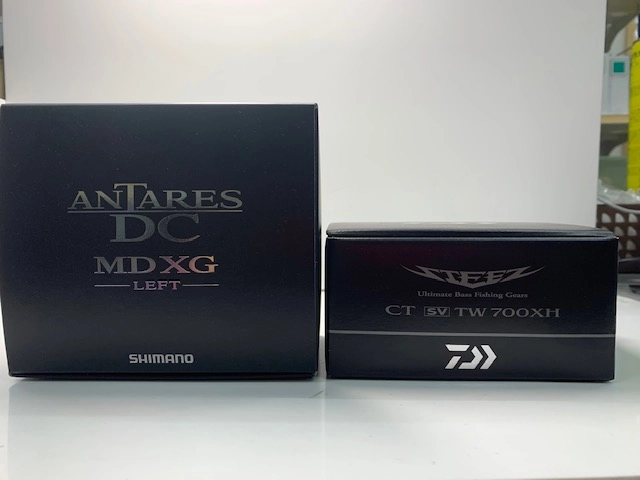 ANTARES
DC
MD XG
LEFT
SHIMANO
STEEZ
Ultimate Bass Fishing Gears
CT SV TW 700XH